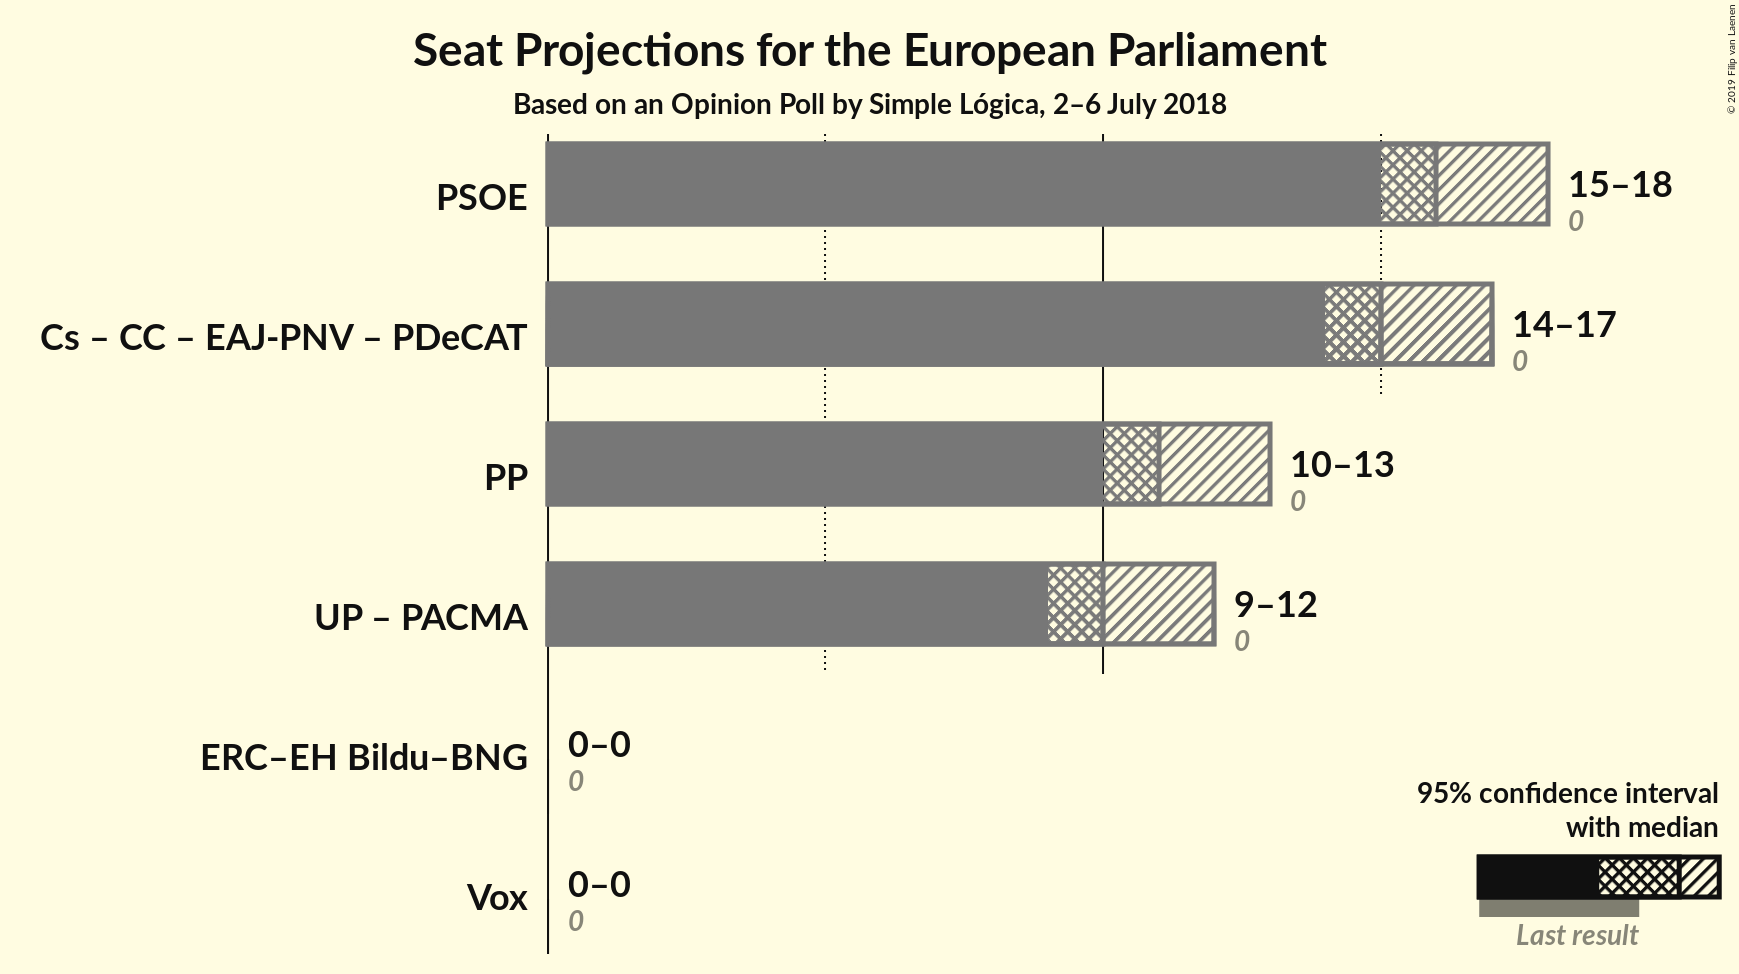 Seat Projections for the European Parliament
Based on an Opinion Poll by Simple Lógica, 2–6 July 2018
© 2019 Filip van Laenen
PSOE
15–18
0
Cs – CC – EAJ-PNV – PDeCAT
14–17
0
PP
10–13
0
UP – PACMA
9–12
0
ERC–EH Bildu–BNG
0–0
0
Vox
0–0
0
95% confidence interval
with median
Last result